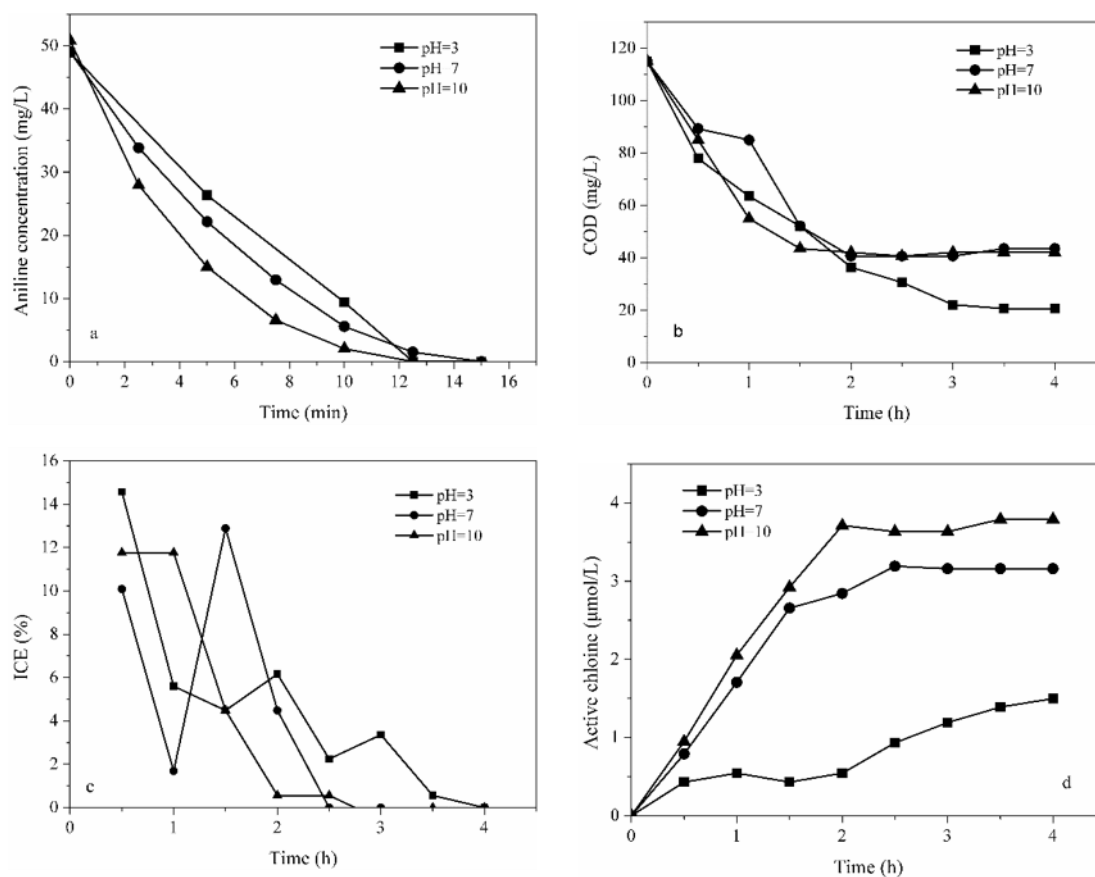 Aniline concentration (mg/L)
50
40
30
20
10
0
pH=3
pH=7
pH=10
a
0 2 4 6 8 10 12 14 16
Time (min)
COD (mg/L)
120
100
80
60
40
20
0
pH=3
pH=7
pH=10
b
0 1 2 3 4
Time (h)
ICE (%)
16
14
12
10
8
6
4
2
0
pH=3
pH=7
pH=10
c
0 1 2 3 4
Time (h)
Active chloine (μmol/L)
4
3
2
1
0
pH=3
pH=7
pH=10
d
0 1 2 3 4
Time (h)